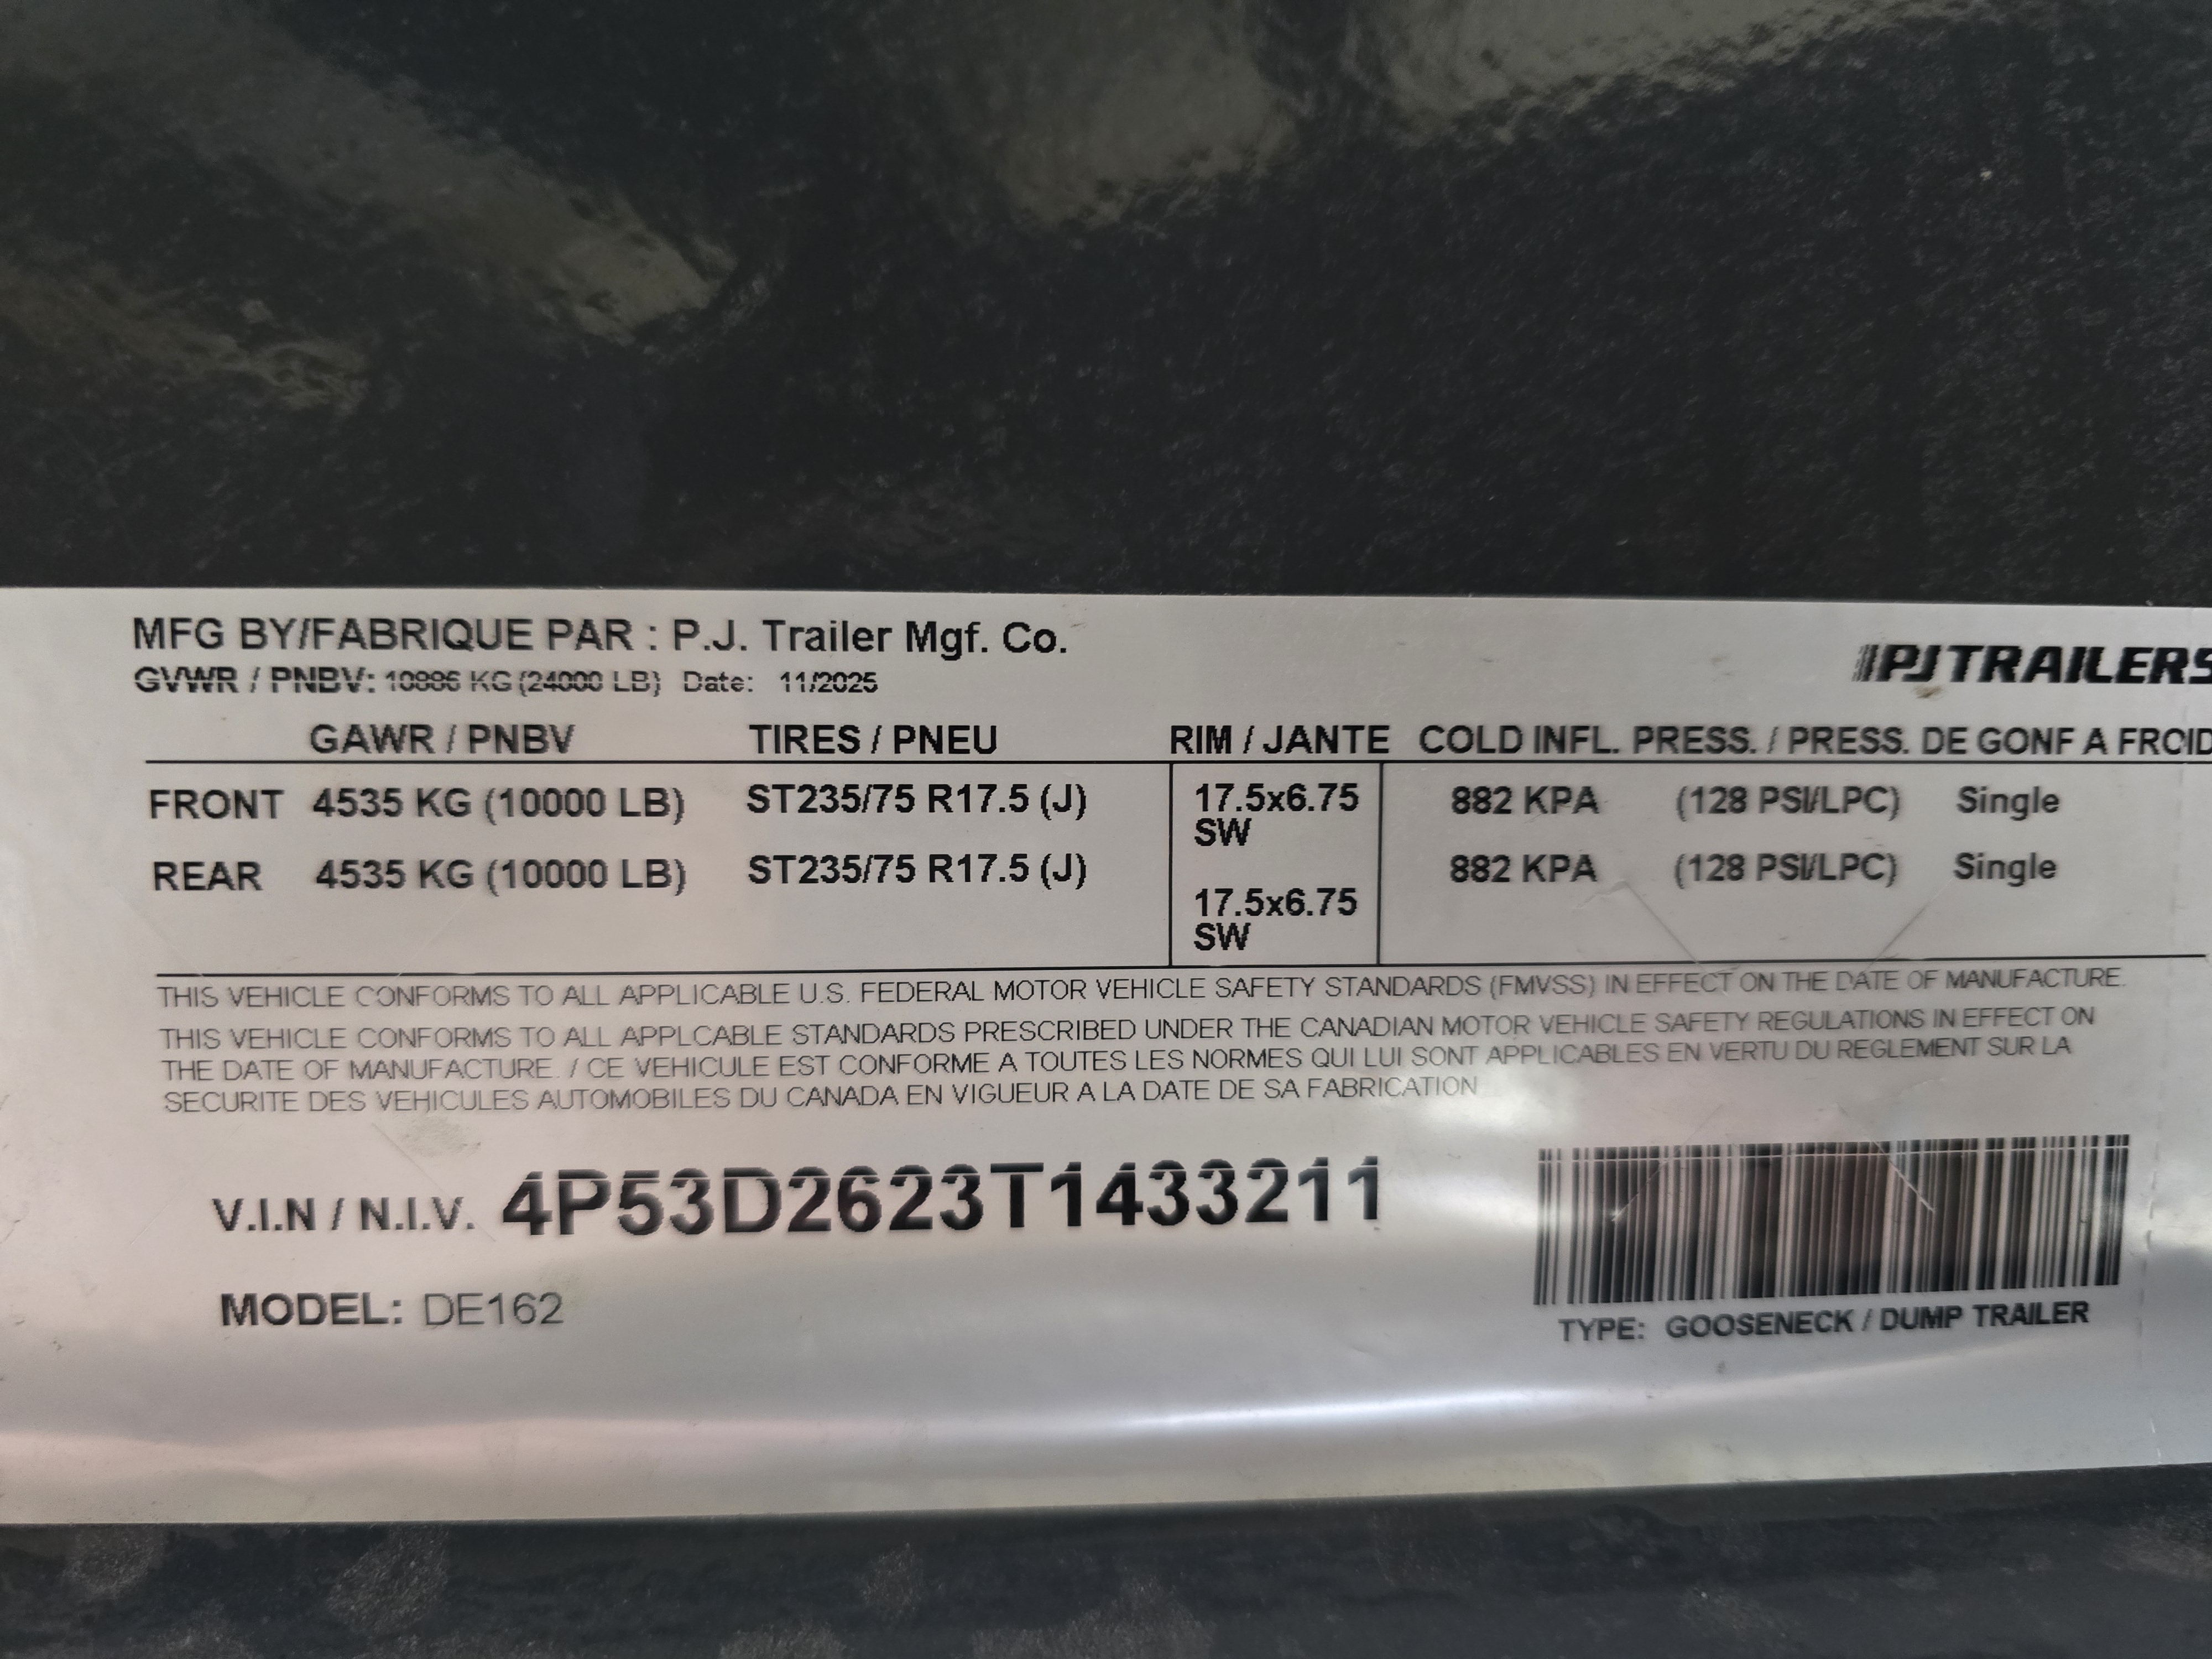 MFG BY/FABRIQUE PAR : P.J. Trailer Mgf. Co.
PJ TRAILERS
GVWR / PNBV: 10886 KG (24000 LB) Date: 11/2025
GAWR / PNBV TIRES / PNEU RIM / JANTE COLD INFL. PRESS. / PRESS. DE GONF A FROID
FRONT 4535 KG (10000 LB) ST235/75 R17.5 (J) 17.5x6.75 SW 882 KPA (128 PSI/LPC) Single
REAR 4535 KG (10000 LB) ST235/75 R17.5 (J) 17.5x6.75 SW 882 KPA (128 PSI/LPC) Single
THIS VEHICLE CONFORMS TO ALL APPLICABLE U.S. FEDERAL MOTOR VEHICLE SAFETY STANDARDS (FMVSS) IN EFFECT ON THE DATE OF MANUFACTURE.
THIS VEHICLE CONFORMS TO ALL APPLCABLE STANDARDS PRESCRIBED UNDER THE CANADIAN MOTOR VEHICLE SAFETY REGULATIONS IN EFFECT ON
THE DATE OF MANUFACTURE. / CE VEHICULE EST CONFORME A TOUTES LES NORMES QUI LUI SONT APPLICABLES EN VERTU DU REGLEMENT SUR LA
SECURITE DES VEHICULES AUTOMOBILES DU CANADA EN VIGUEUR A LA DATE DE SA FABRICATION
V.I.N / N.I.V. 4P53D2623T1433211
MODEL: DE162
TYPE: GOOSENECK / DUMP TRAILER